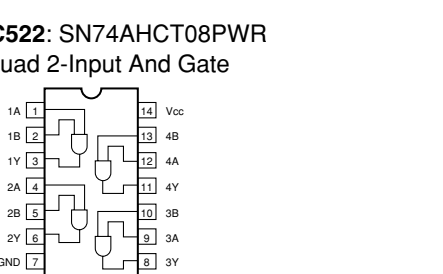 C522: SN74AHCT08PWR
uad 2-Input And Gate
1A 1 14 Vcc
1B 2 13 4B
1Y 3 12 4A
2A 4 11 4Y
2B 5 10 3B
2Y 6 9 3A
GND 7 8 3Y